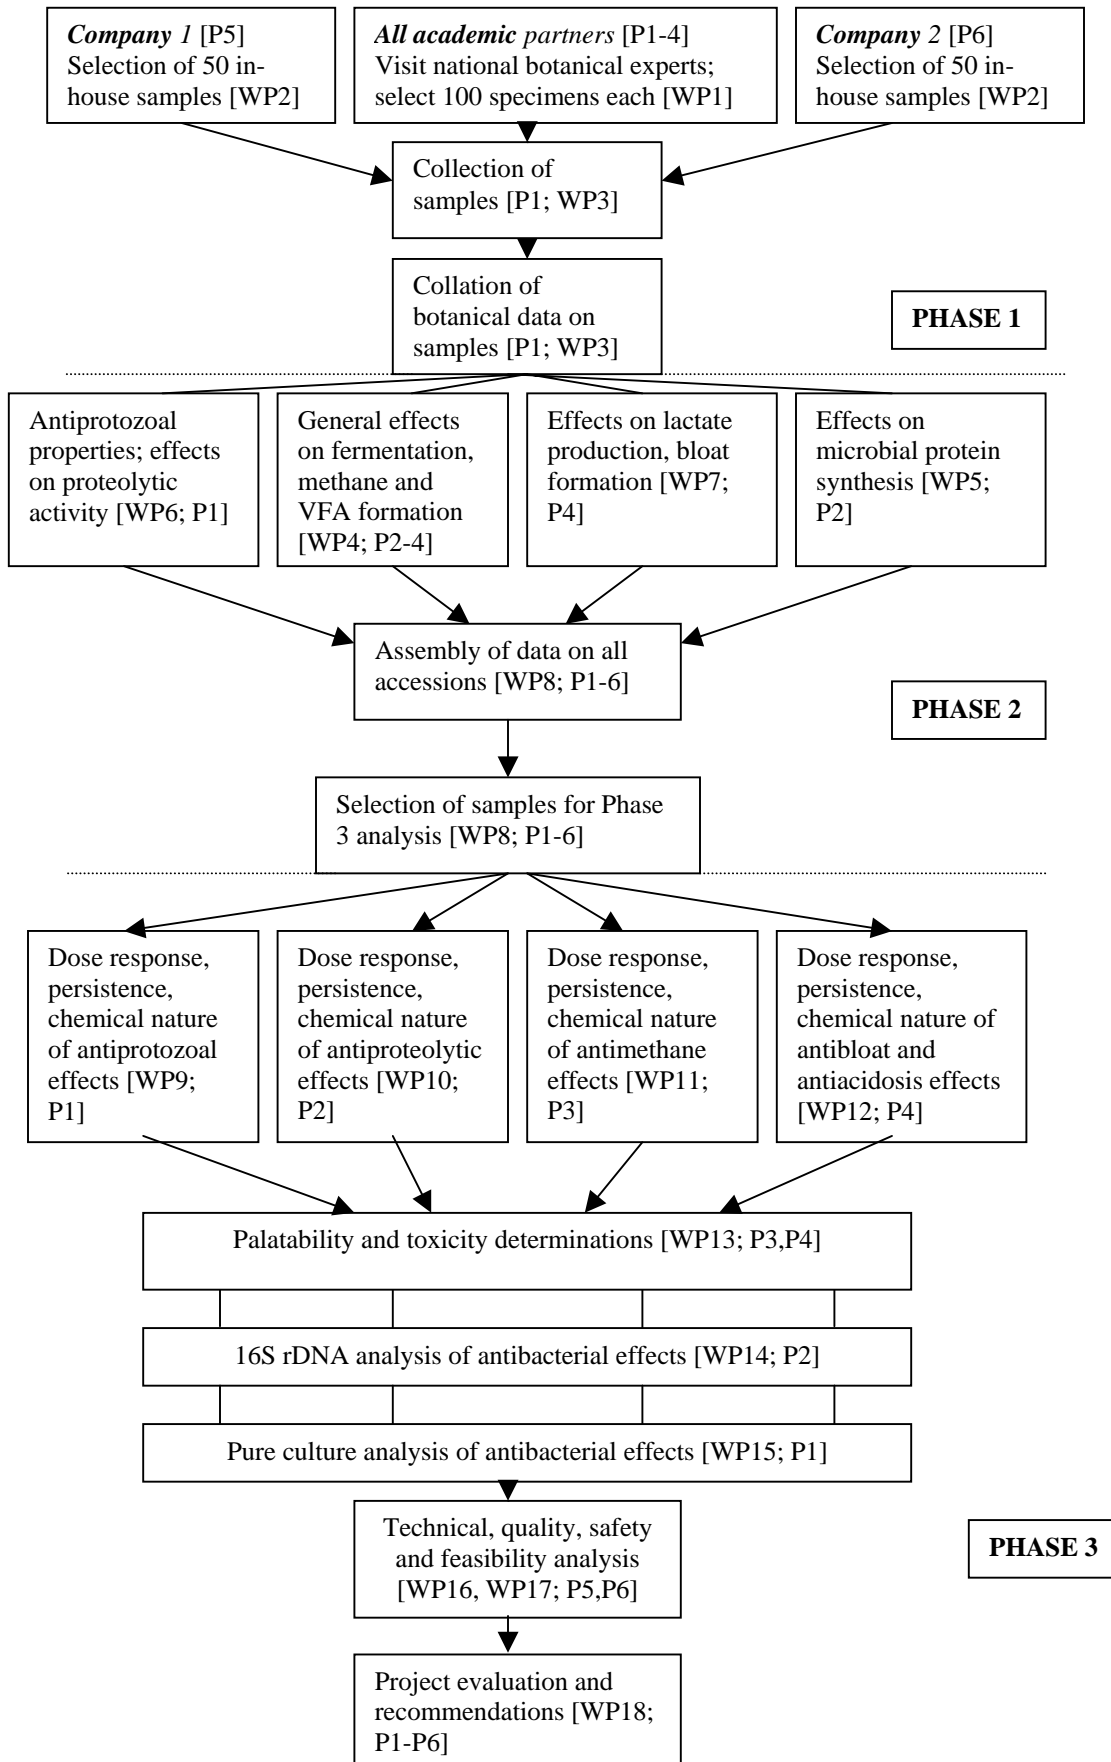 Company 1 [P5]
Selection of 50 in-
house samples [WP2]
All academic partners [P1-4]
Visit national botanical experts;
select 100 specimens each [WP1]
Company 2 [P6]
Selection of 50 in-
house samples [WP2]
Collection of
samples [P1; WP3]
Collation of
botanical data on
samples [P1; WP3]
PHASE 1
Antiprotozoal
properties; effects
on proteolytic
activity [WP6; P1]
General effects
on fermentation,
methane and
VFA formation
[WP4; P2-4]
Effects on lactate
production, bloat
formation [WP7;
P4]
Effects on
microbial protein
synthesis [WP5;
P2]
Assembly of data on all
accessions [WP8; P1-6]
PHASE 2
Selection of samples for Phase
3 analysis [WP8; P1-6]
Dose response,
persistence,
chemical nature
of antiprotozoal
effects [WP9;
P1]
Dose response,
persistence,
chemical nature
of antiproteolytic
effects [WP10;
P2]
Dose response,
persistence,
chemical nature
of antimethane
effects [WP11;
P3]
Dose response,
persistence,
chemical nature of
antibloat and
antiacidosis effects
[WP12; P4]
Palatability and toxicity determinations [WP13; P3,P4]
16S rDNA analysis of antibacterial effects [WP14; P2]
Pure culture analysis of antibacterial effects [WP15; P1]
Technical, quality, safety
and feasibility analysis
[WP16, WP17; P5,P6]
PHASE 3
Project evaluation and
recommendations [WP18;
P1-P6]